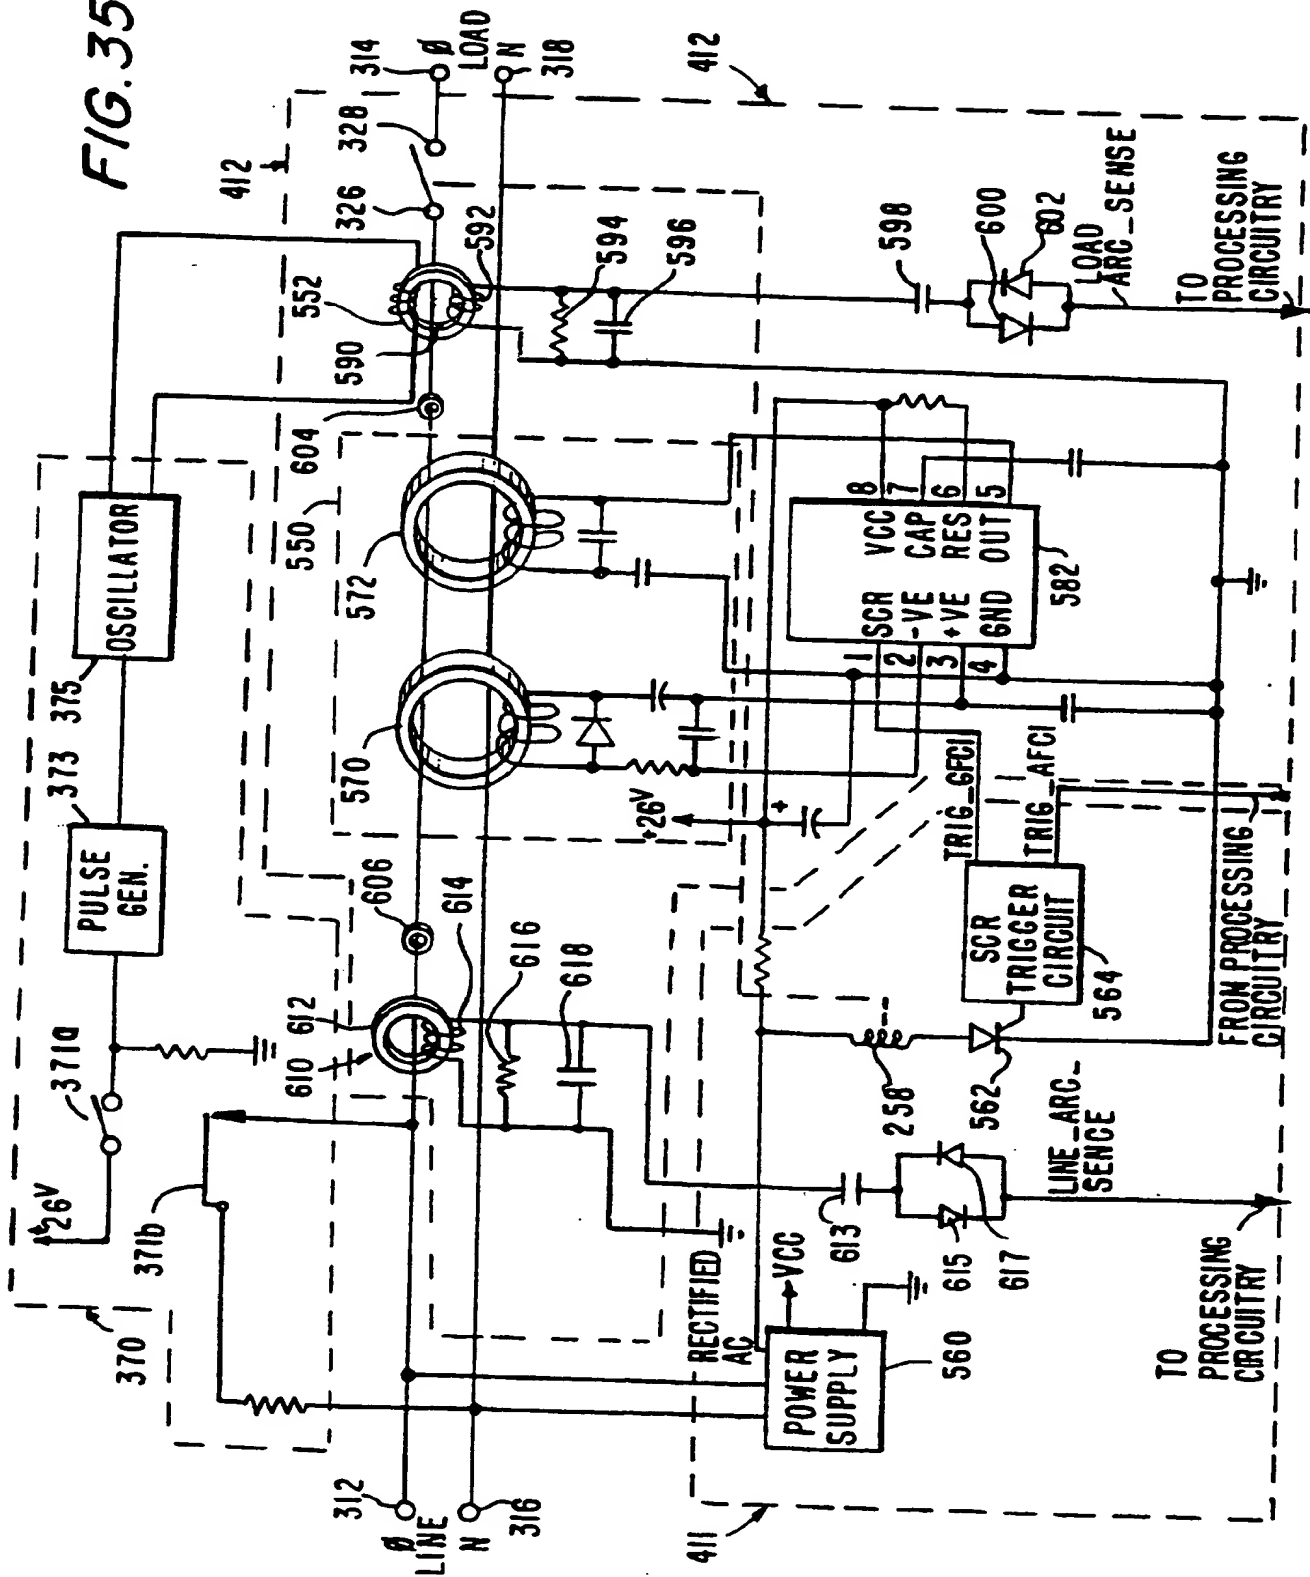 FIG. 35
412
314
Ø
LOAD
N
318
412
328
326
592
594
596
598
600
602
LOAD
ARC_SENSE
TO
PROCESSING
CIRCUITRY
552
590
604
550
572
570
OSCILLATOR
375
373
PULSE
GEN.
371a
26V
371b
370
606
614
616
618
612
610
+26V
+
8
7
6
5
VCC
CAP
RES
OUT
SCR
-VE
+VE
GND
1
2
3
4
582
TRIG_GFCI
TRIG_AFCI
SCR
TRIGGER
CIRCUIT
564
FROM PROCESSING
CIRCUITRY
258
562
LINE_ARC_
SENCE
613
615
617
TO
PROCESSING
CIRCUITRY
RECTIFIED
AC
VCC
POWER
SUPPLY
560
312
Ø
LINE
N
316
411